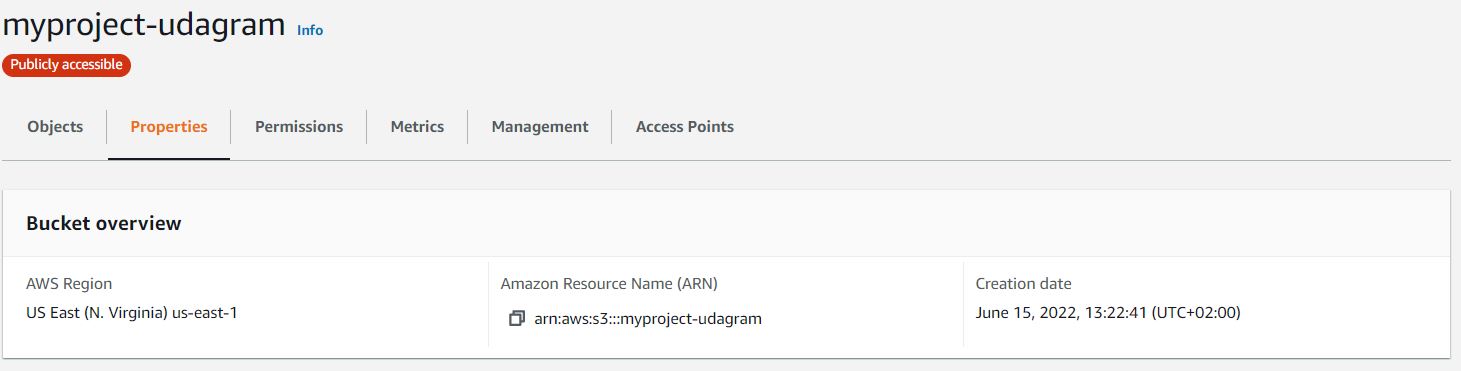 myproject-udagram Info
Publicly accessible
Objects Properties Permissions Metrics Management Access Points
Bucket overview
AWS Region Amazon Resource Name (ARN) Creation date
US East (N. Virginia) us-east-1 arn:aws:s3:::myproject-udagram June 15, 2022, 13:22:41 (UTC+02:00)